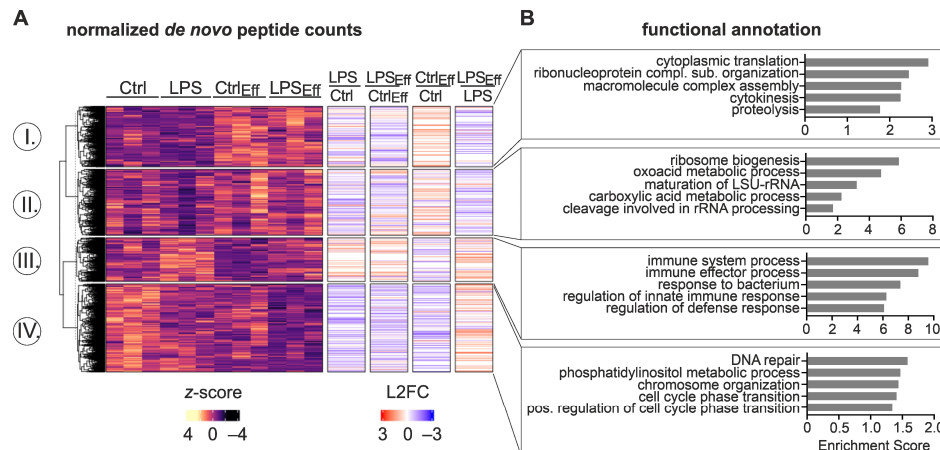 A
B
normalized de novo peptide counts
functional annotation
Ctrl LPS CtrlEff LPSEff
LPS LPSEff CtrlEff LPSEff
Ctrl CtrlEff Ctrl LPS
I.
II.
III.
IV.
z-score
4 0 −4
L2FC
3 0 −3
cytoplasmic translation
ribonucleoprotein compl. sub. organization
macromolecule complex assembly
cytokinesis
proteolysis
0 1 2 3
ribosome biogenesis
oxoacid metabolic process
maturation of LSU-rRNA
carboxylic acid metabolic process
cleavage involved in rRNA processing
0 2 4 6 8
immune system process
immune effector process
response to bacterium
regulation of innate immune response
regulation of defense response
0 2 4 6 8 10
DNA repair
phosphatidylinositol metabolic process
chromosome organization
cell cycle phase transition
pos. regulation of cell cycle phase transition
0 0.5 1.0 1.5 2.0
Enrichment Score